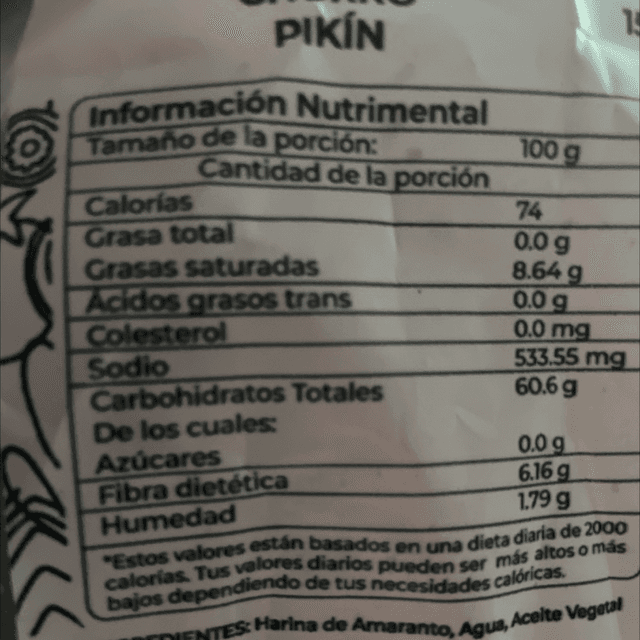 PIKÍN
Información Nutrimental
Tamaño de la porción: 100 g
Cantidad de la porción
Calorías 74
Grasa total 0.0 g
Grasas saturadas 8.64 g
Ácidos grasos trans 0.0 g
Colesterol 0.0 mg
Sodio 533.55 mg
Carbohidratos Totales 60.6 g
De los cuales:
Azúcares 0.0 g
Fibra dietética 6.16 g
Humedad 1.79 g
*Estos valores están basados en una dieta diaria de 2000
calorías. Tus valores diarios pueden ser más altos o más
bajos dependiendo de tus necesidades calóricas.
EDIENTES: Harina de Amaranto, Agua, Aceite Vegetal